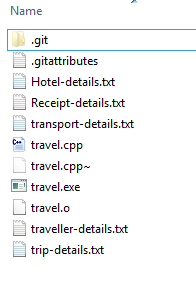 Name
.git
.gitattributes
Hotel-details.txt
Receipt-details.txt
transport-details.txt
travel.cpp
travel.cpp~
travel.exe
travel.o
traveller-details.txt
trip-details.txt